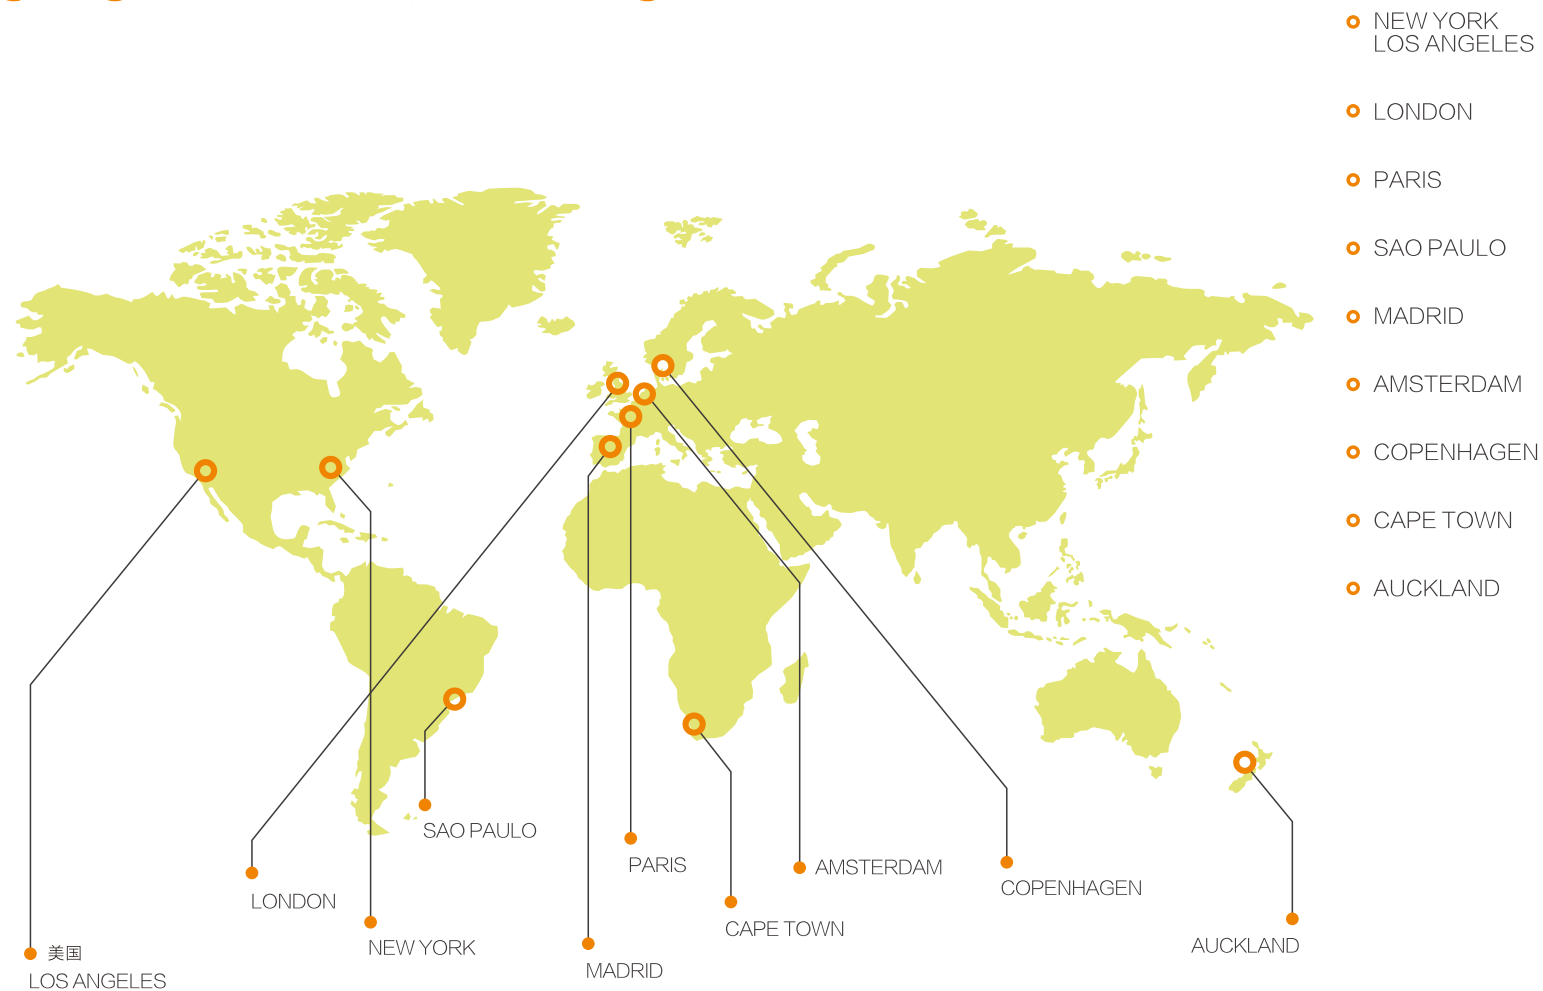 NEW YORK
LOS ANGELES
LONDON
PARIS
SAO PAULO
MADRID
AMSTERDAM
COPENHAGEN
CAPE TOWN
AUCKLAND
SAO PAULO
PARIS
AMSTERDAM
COPENHAGEN
LONDON
CAPE TOWN
NEW YORK
AUCKLAND
美国
LOS ANGELES
MADRID